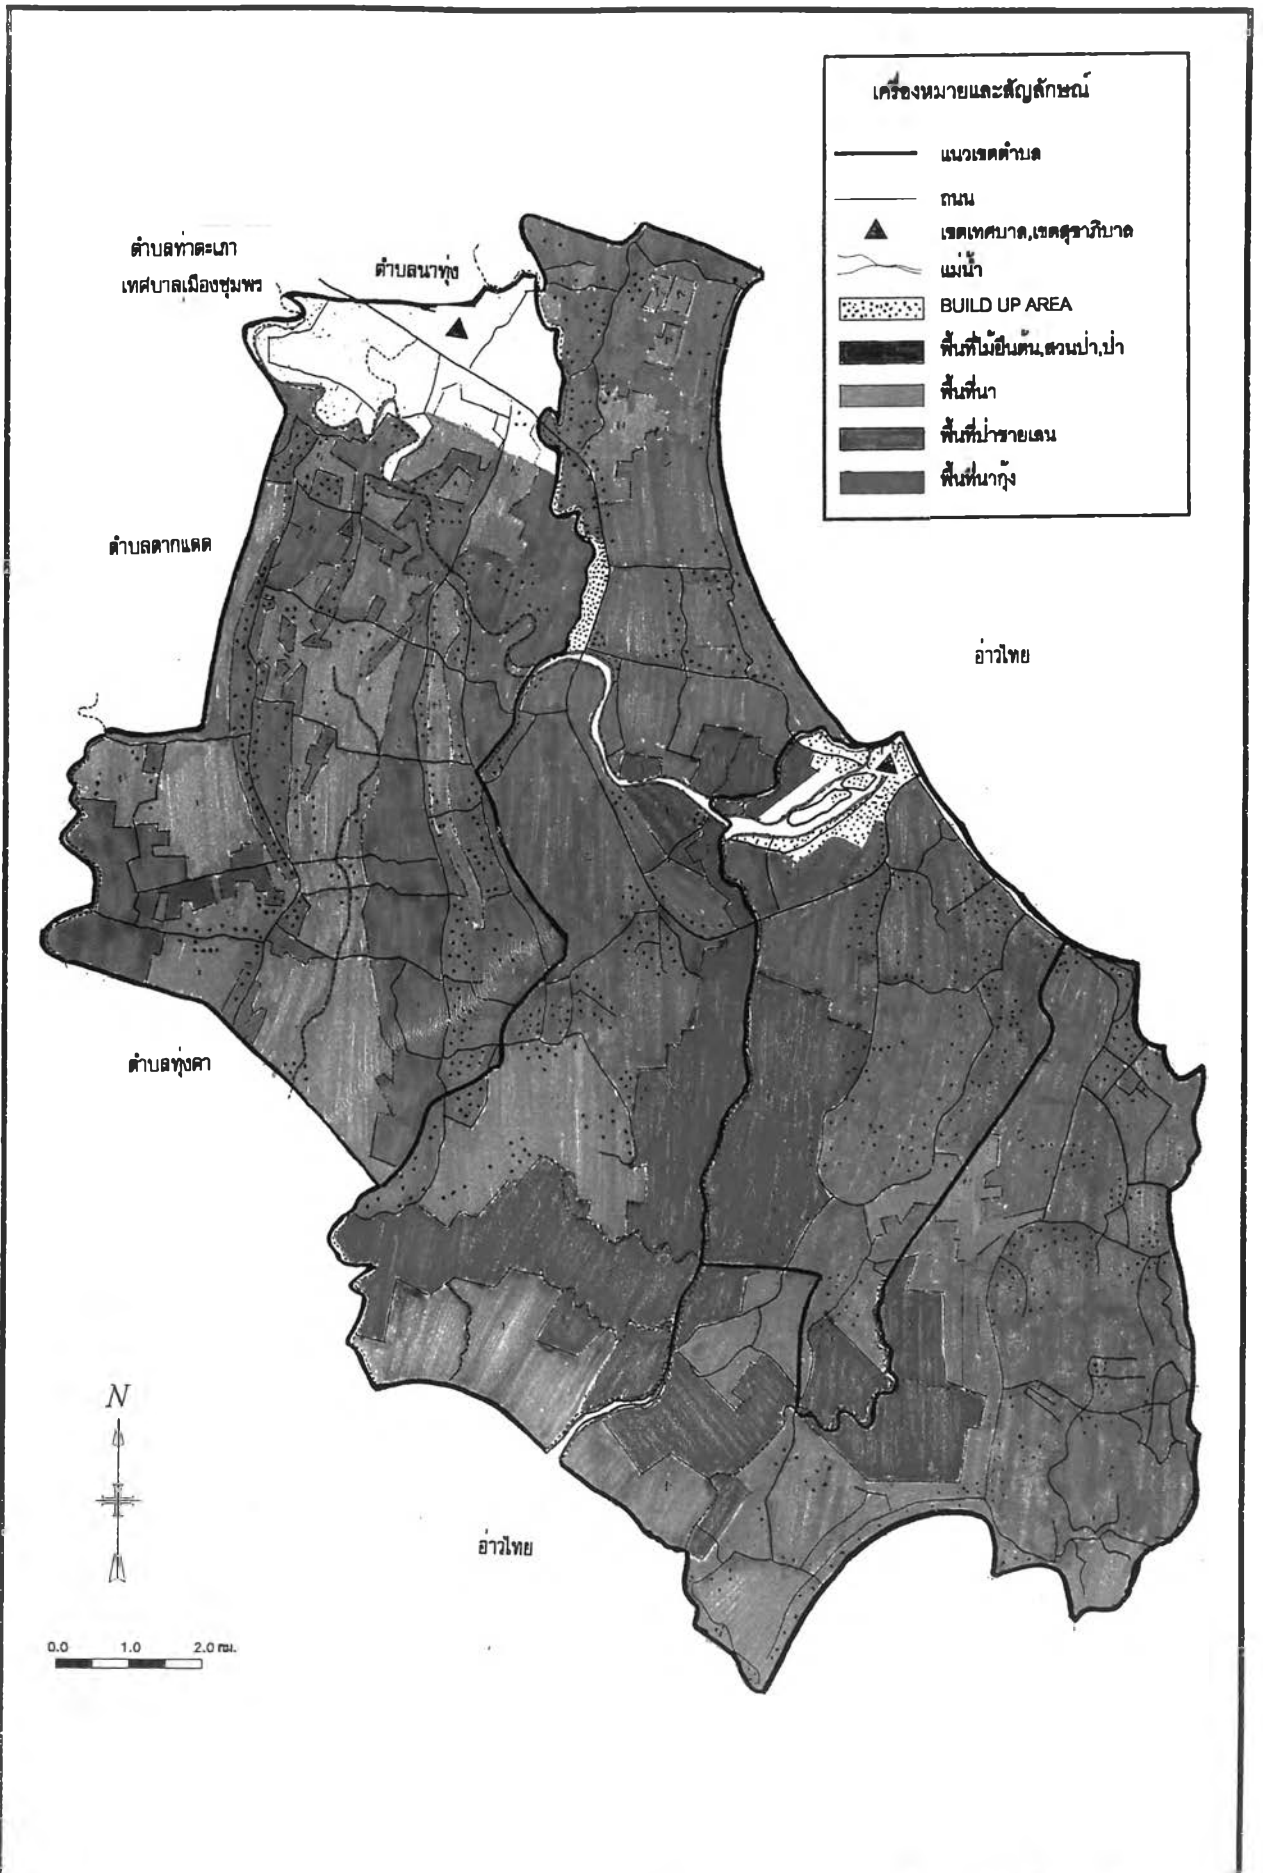 เครื่องหมายและสัญลักษณ์
แนวเขตตำบล
ถนน
เขตเทศบาล,เขตสุขาภิบาล
แม่น้ำ
BUILD UP AREA
พื้นที่ไม้ยืนต้น,สวนป่า,ป่า
พื้นที่นา
พื้นที่ป่าชายเลน
พื้นที่นากุ้ง
ตำบลท่าตะเภา
เทศบาลเมืองชุมพร
ตำบลนาทุ่ง
ตำบลตากแดด
อ่าวไทย
ตำบลทุ่งคา
N
อ่าวไทย
0.0 1.0 2.0 กม.